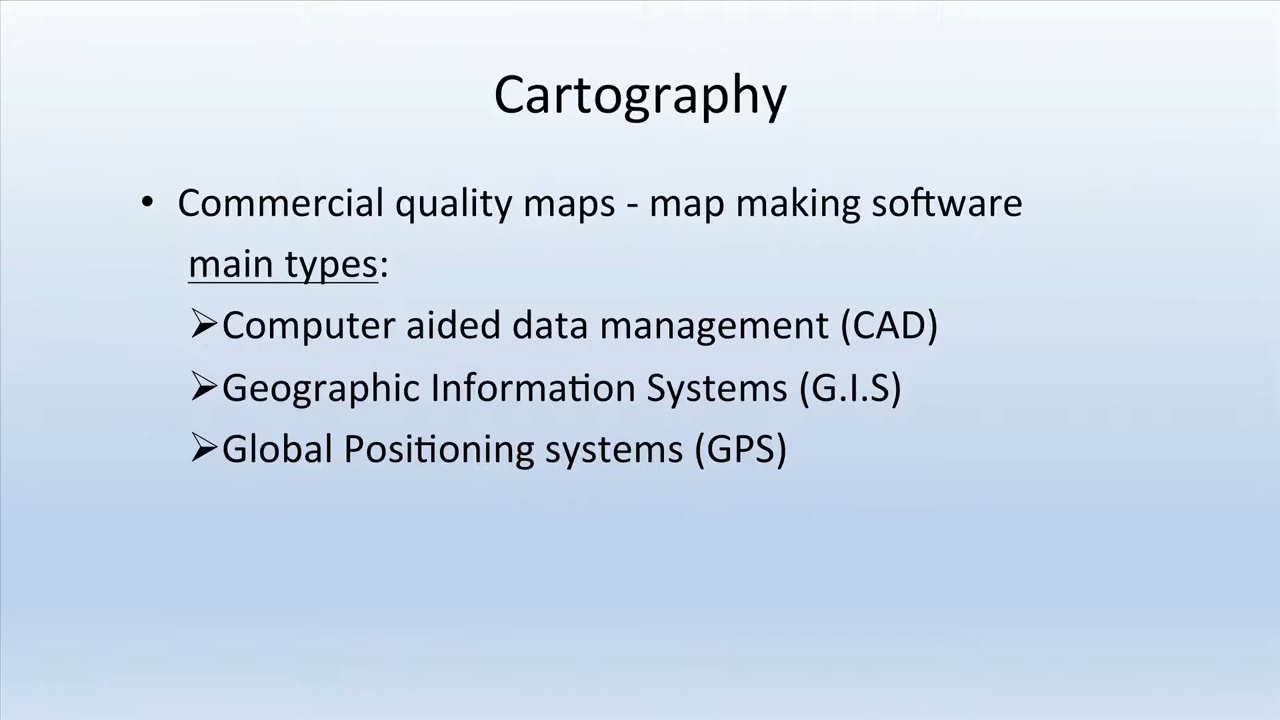 Cartography
• Commercial quality maps - map making software
main types:
➢Computer aided data management (CAD)
➢Geographic Information Systems (G.I.S)
➢Global Positioning systems (GPS)